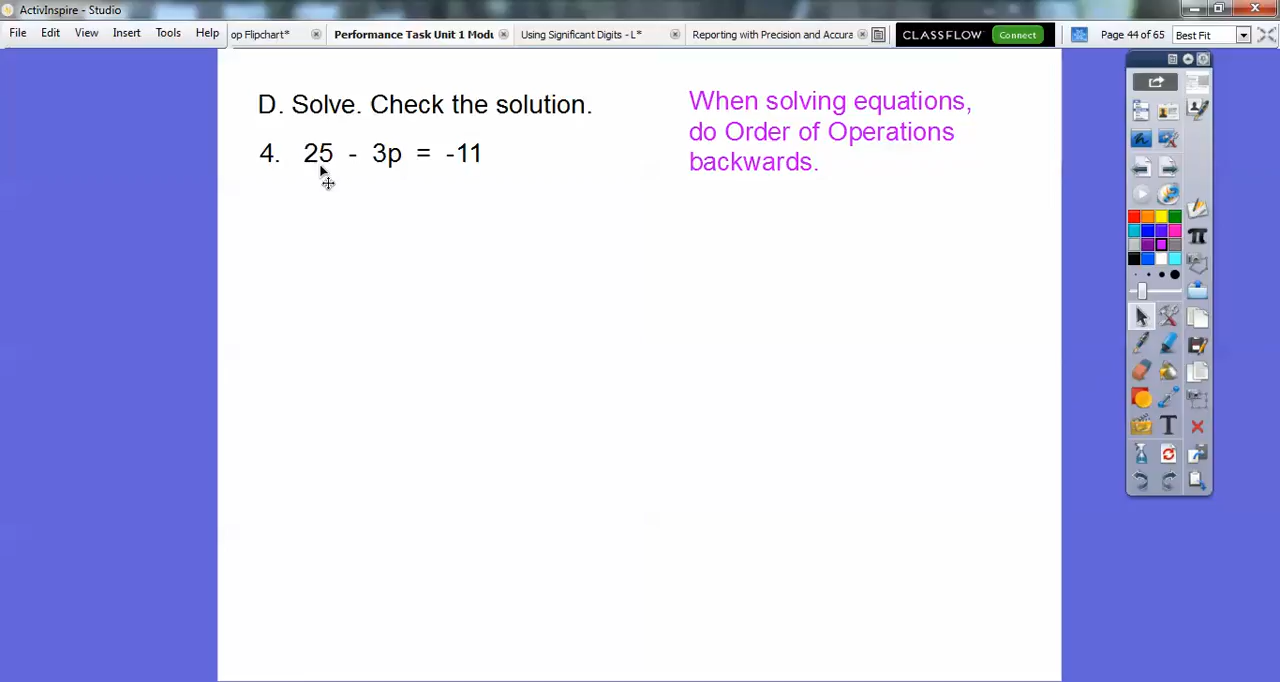 ActivInspire - Studio
File Edit View Insert Tools Help
op Flipchart* Performance Task Unit 1 Modu Using Significant Digits - L* Reporting with Precision and Accura
CLASSFLOW Connect
Page 44 of 65 Best Fit
D. Solve. Check the solution.
4. 25 - 3p = -11
When solving equations,
do Order of Operations
backwards.